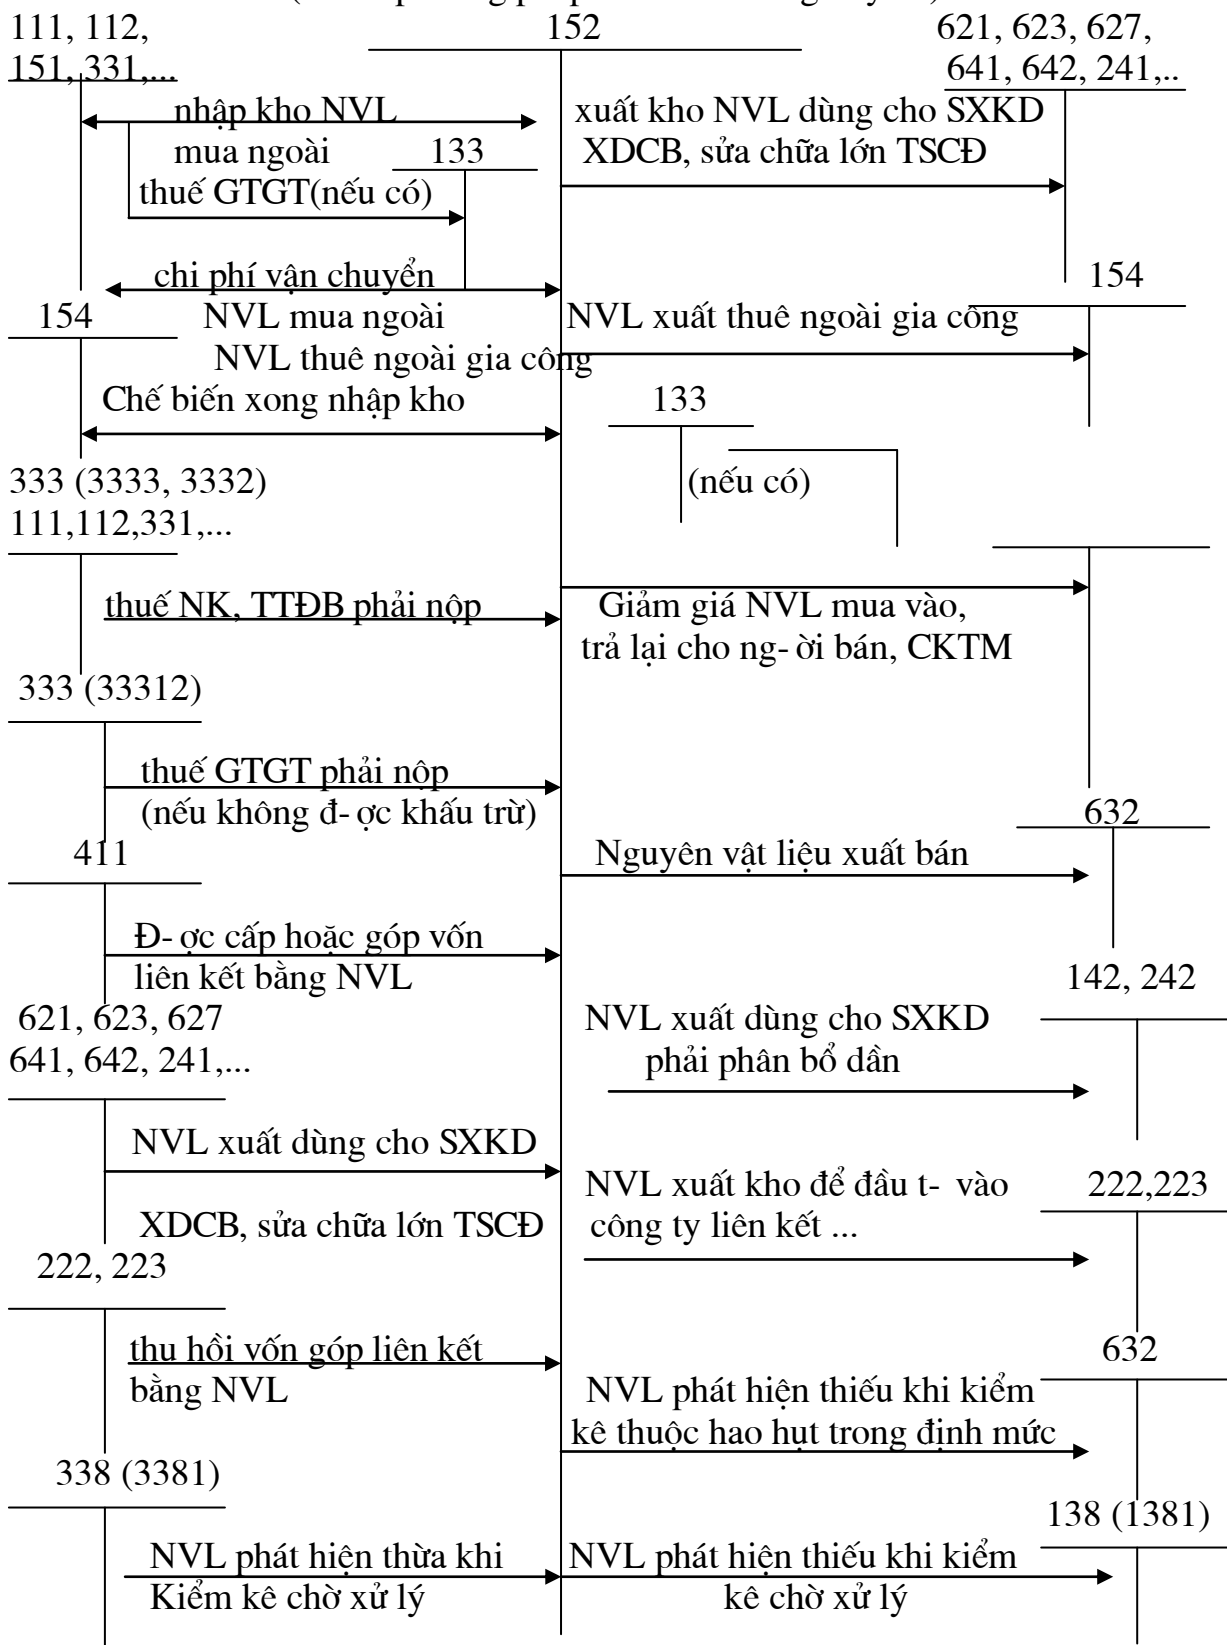 111, 112,
151, 331,...
152
621, 623, 627,
641, 642, 241,..
nhập kho NVL
mua ngoài
133
thuế GTGT(nếu có)
xuất kho NVL dùng cho SXKD
XDCB, sửa chữa lớn TSCĐ
chi phí vận chuyển
NVL mua ngoài
154
154
NVL xuất thuê ngoài gia công
NVL thuê ngoài gia công
Chế biến xong nhập kho
133
(nếu có)
333 (3333, 3332)
111,112,331,...
thuế NK, TTĐB phải nộp
Giảm giá NVL mua vào,
trả lại cho ng- ời bán, CKTM
333 (33312)
thuế GTGT phải nộp
(nếu không đ- ợc khấu trừ)
632
411
Nguyên vật liệu xuất bán
Đ- ợc cấp hoặc góp vốn
liên kết bằng NVL
142, 242
621, 623, 627
641, 642, 241,...
NVL xuất dùng cho SXKD
phải phân bổ dần
NVL xuất dùng cho SXKD
XDCB, sửa chữa lớn TSCĐ
NVL xuất kho để đầu t- vào
công ty liên kết ...
222,223
222, 223
thu hồi vốn góp liên kết
bằng NVL
632
NVL phát hiện thiếu khi kiểm
kê thuộc hao hụt trong định mức
338 (3381)
138 (1381)
NVL phát hiện thừa khi
Kiểm kê chờ xử lý
NVL phát hiện thiếu khi kiểm
kê chờ xử lý